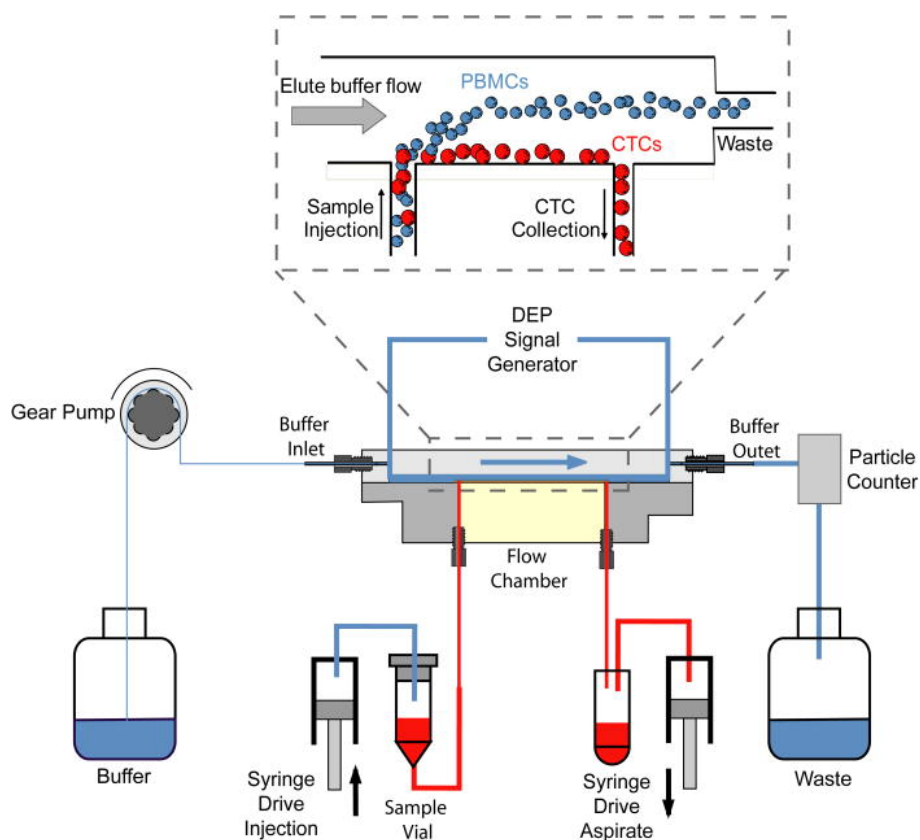 PBMCs
Elute buffer flow
CTCs
Waste
Sample
Injection
CTC
Collection
DEP
Signal
Generator
Gear Pump
Buffer
Inlet
Buffer
Outet
Particle
Counter
Flow
Chamber
Buffer
Syringe
Drive
Injection
Sample
Vial
Syringe
Drive
Aspirate
Waste